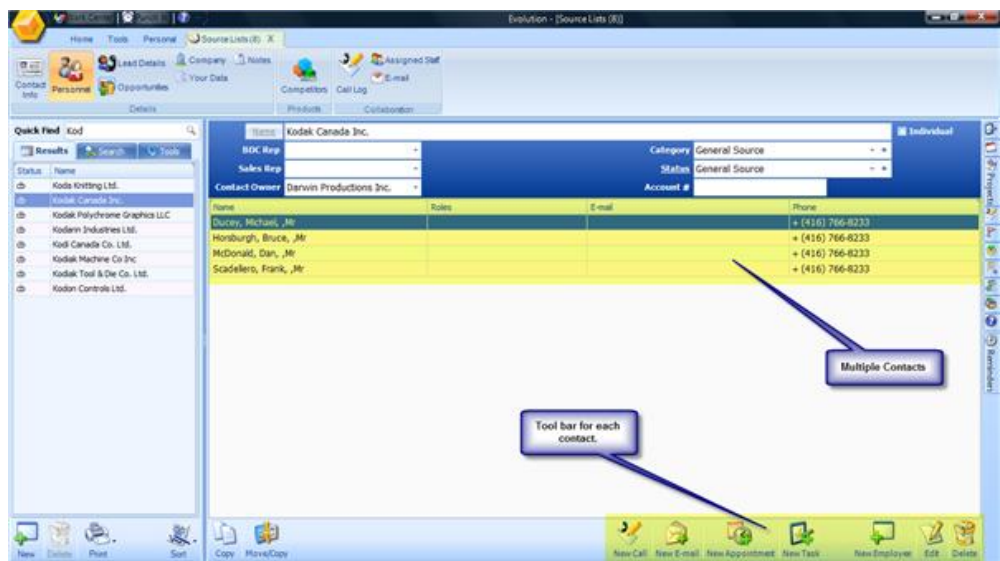 Evolution - [Source Lists (8)]
Home Tools Personal Source Lists (8) X
Contact Info
Personnel
Lead Details
Opportunities
Company
Notes
Your Data
Details
Competitors
Products
Call Log
Assigned Staff
E-mail
Collaboration
Quick Find Kod
Results Search Tools
Status Name
Koda Knitting Ltd.
Kodak Canada Inc.
Kodak Polychrome Graphics LLC
Kodarin Industries Ltd.
Kodi Canada Co. Ltd.
Kodiak Machine Co Inc
Kodiak Tool & Die Co. Ltd.
Kodon Controls Ltd.
Name Kodak Canada Inc. Individual
BOC Rep Category General Source
Sales Rep Status General Source
Contact Owner Darwin Productions Inc. Account #
Name Roles E-mail Phone
Ducey, Michael, ,Mr + (416) 766-8233
Horsburgh, Bruce, ,Mr + (416) 766-8233
McDonald, Dan, ,Mr + (416) 766-8233
Scadellero, Frank, ,Mr + (416) 766-8233
Multiple Contacts
Tool bar for each
contact.
Projects
Reminders
New Delete Print Sort
Copy Move/Copy
New Call New E-mail New Appointment New Task New Employee Edit Delete